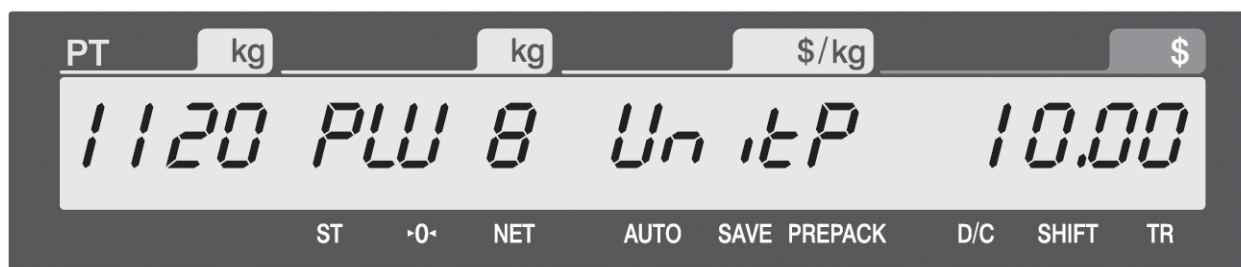 PT kg kg $/kg $
1120 PLU 8 UnitP 10.00
ST ▸0◂ NET AUTO SAVE PREPACK D/C SHIFT TR